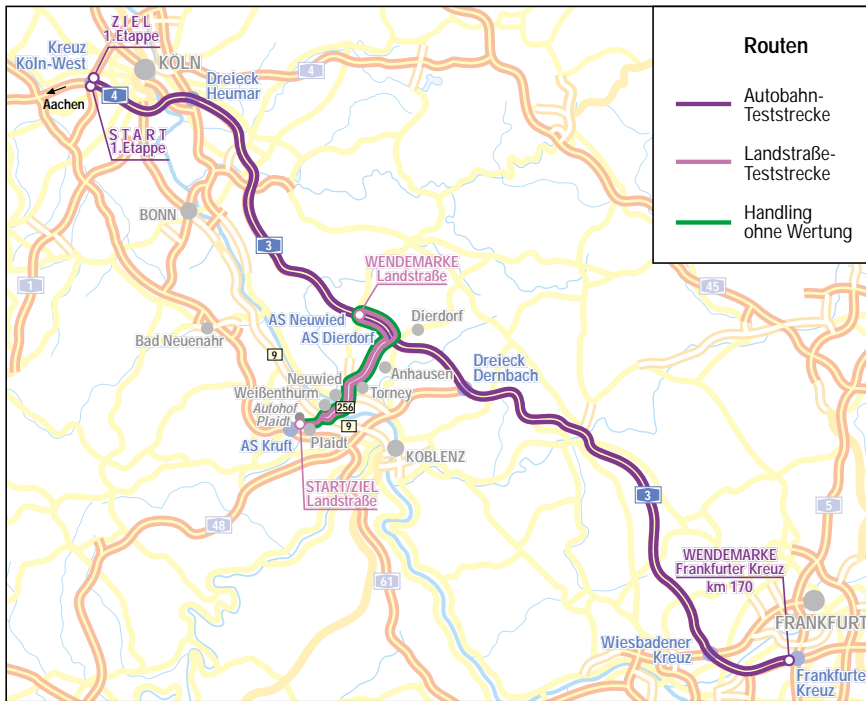 ZIEL
1.Etappe
Kreuz
Köln-West
KÖLN
Aachen
4
START
1.Etappe
Dreieck
Heumar
4
BONN
3
1
WENDEMARKE
Landstraße
AS Neuwied
AS Dierdorf
Dierdorf
Bad Neuenahr
9
Neuwied
Weißenthurm
Autohof
Plaidt
256
Anhausen
Torney
9
AS Kruft
Plaidt
KOBLENZ
START/ZIEL
Landstraße
48
61
Dreieck
Dernbach
45
3
5
WENDEMARKE
Frankfurter Kreuz
km 170
FRANKFURT
Wiesbadener
Kreuz
Frankfurter
Kreuz
Routen
Autobahn-
Teststrecke
Landstraße-
Teststrecke
Handling
ohne Wertung